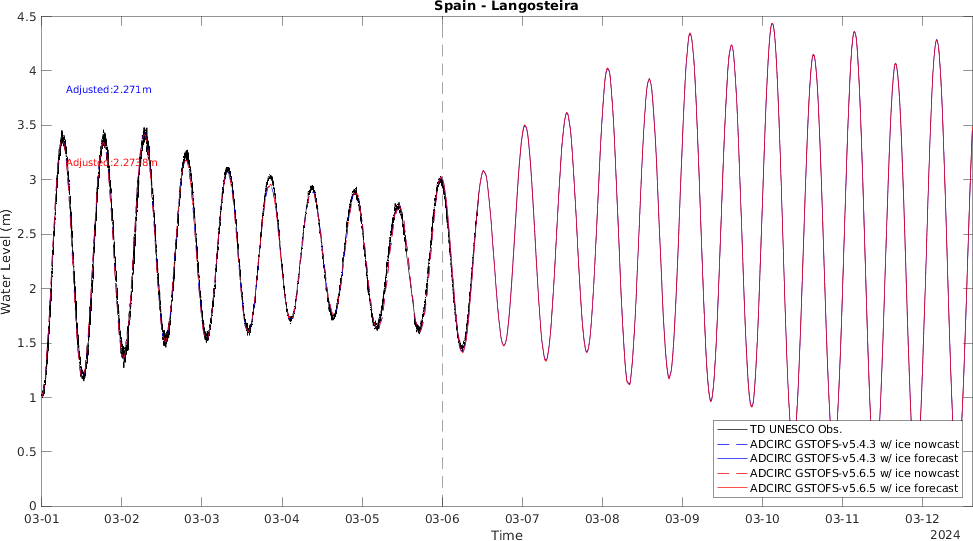 Spain - Langosteira
4.5
4
3.5
3
2.5
2
1.5
1
0.5
0
Water Level (m)
Adjusted:2.271m
Adjusted:2.2738m
TD UNESCO Obs.
ADCIRC GSTOFS-v5.4.3 w/ ice nowcast
ADCIRC GSTOFS-v5.4.3 w/ ice forecast
ADCIRC GSTOFS-v5.6.5 w/ ice nowcast
ADCIRC GSTOFS-v5.6.5 w/ ice forecast
03-01 03-02 03-03 03-04 03-05 03-06 03-07 03-08 03-09 03-10 03-11 03-12
Time
2024